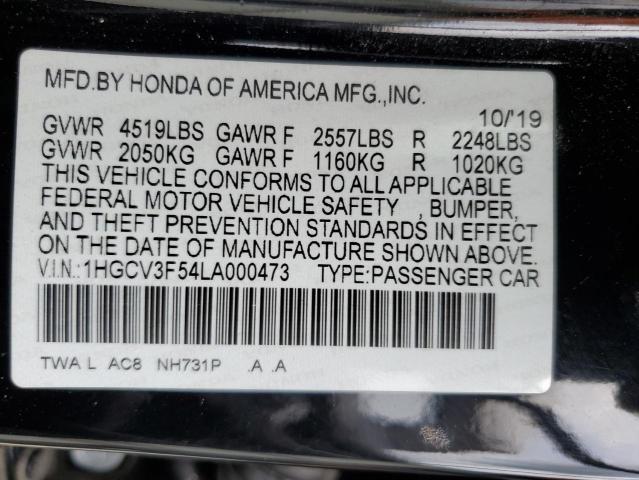 MFD.BY HONDA OF AMERICA MFG.,INC.
10/'19
GVWR 4519LBS GAWR F 2557LBS R 2248LBS
GVWR 2050KG GAWR F 1160KG R 1020KG
THIS VEHICLE CONFORMS TO ALL APPLICABLE
FEDERAL MOTOR VEHICLE SAFETY , BUMPER,
AND THEFT PREVENTION STANDARDS IN EFFECT
ON THE DATE OF MANUFACTURE SHOWN ABOVE.
V.I.N.:1HGCV3F54LA000473 TYPE:PASSENGER CAR
TWA L AC8 NH731P .A .A